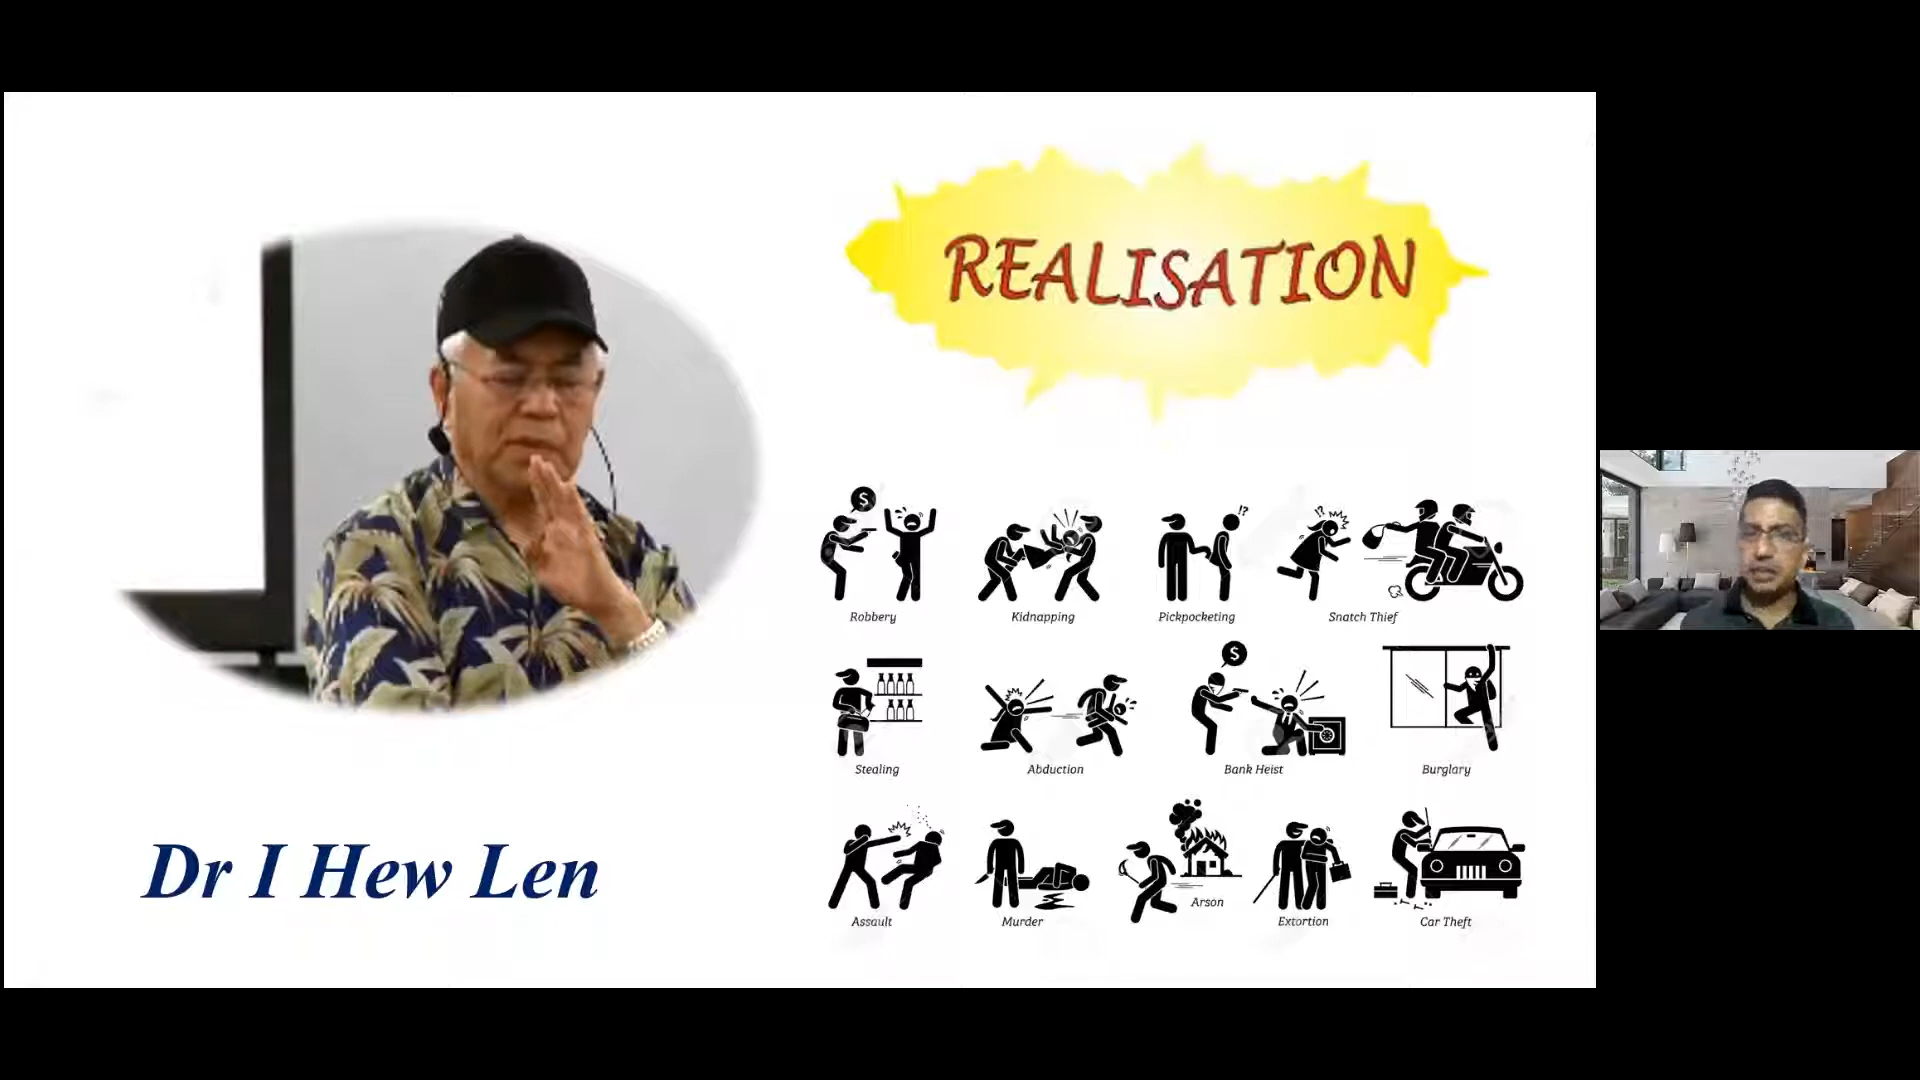 REALISATION
$
!?
!?
Robbery
Kidnapping
Pickpocketing
Snatch Thief
$
Stealing
Abduction
Bank Heist
Burglary
Arson
Assault
Murder
Extortion
Car Theft
Dr I Hew Len